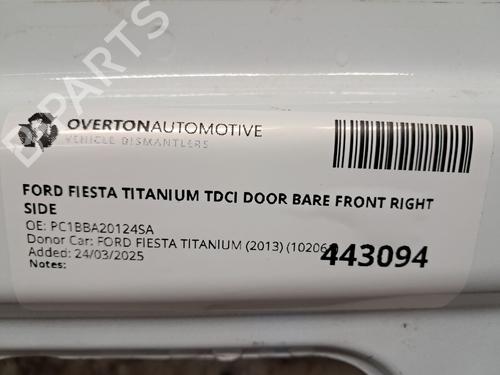 B-PARTS
OVERTONAUTOMOTIVE
VEHICLE DISMANTLERS
FORD FIESTA TITANIUM TDCI DOOR BARE FRONT RIGHT
SIDE
OE: PC1BBA20124SA
Donor Car: FORD FIESTA TITANIUM (2013)
Added: 24/03/2025
Notes:
443094